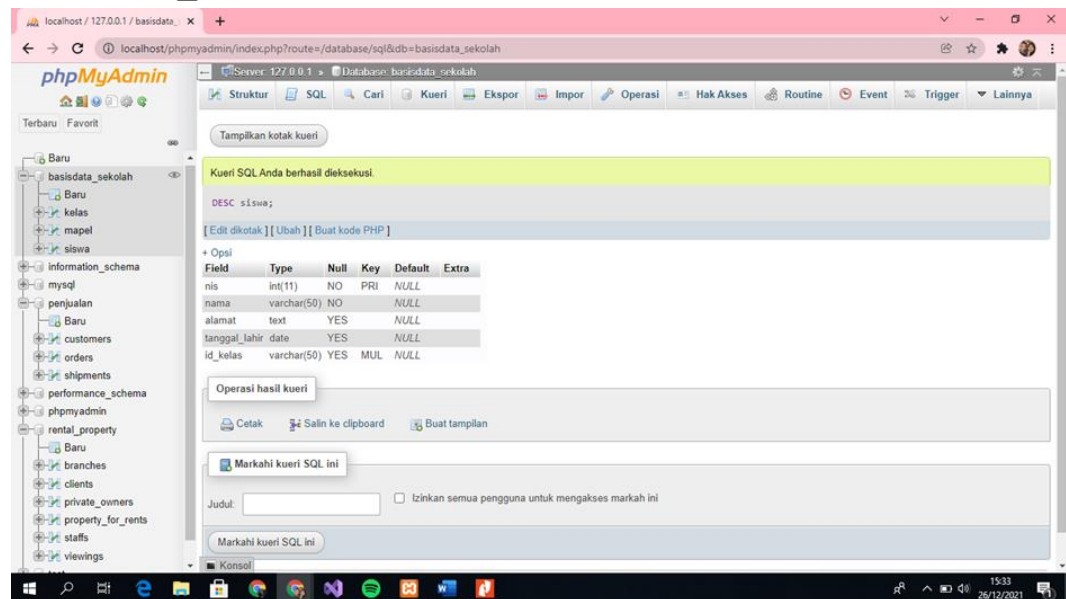 localhost / 127.0.0.1 / basisdata_
localhost/phpmyadmin/index.php?route=/database/sql&db=basisdata_sekolah
phpMyAdmin
Terbaru Favorit
Baru
basisdata_sekolah
Baru
kelas
mapel
siswa
information_schema
mysql
penjualan
Baru
customers
orders
shipments
performance_schema
phpmyadmin
rental_property
Baru
branches
clients
private_owners
property_for_rents
staffs
viewings
Server: 127.0.0.1 » Database: basisdata_sekolah
Struktur SQL Cari Kueri Ekspor Impor Operasi Hak Akses Routine Event Trigger Lainnya
Tampilkan kotak kueri
Kueri SQL Anda berhasil dieksekusi.
DESC siswa;
[ Edit dikotak ] [ Ubah ] [ Buat kode PHP ]
+ Opsi
Field Type Null Key Default Extra
nis int(11) NO PRI NULL
nama varchar(50) NO NULL
alamat text YES NULL
tanggal_lahir date YES NULL
id_kelas varchar(50) YES MUL NULL
Operasi hasil kueri
Cetak Salin ke clipboard Buat tampilan
Markahi kueri SQL ini
Judul: Izinkan semua pengguna untuk mengakses markah ini
Markahi kueri SQL ini
Konsol
15:33
26/12/2021